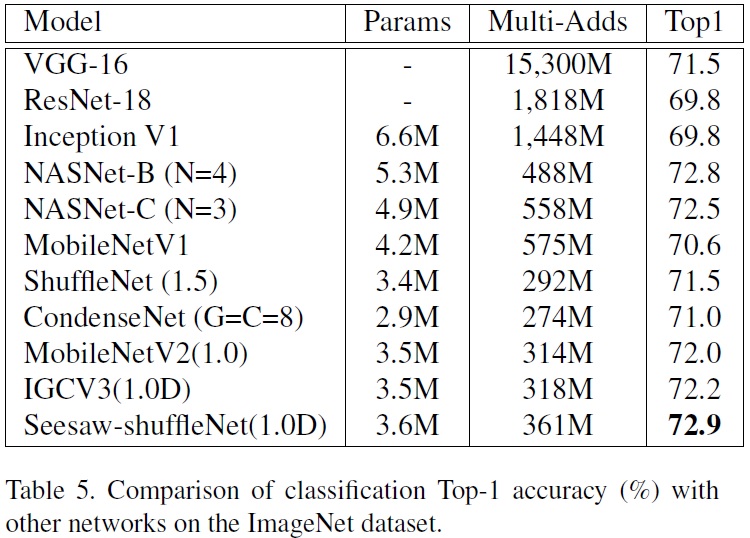 Model Params Multi-Adds Top1
VGG-16 - 15,300M 71.5
ResNet-18 - 1,818M 69.8
Inception V1 6.6M 1,448M 69.8
NASNet-B (N=4) 5.3M 488M 72.8
NASNet-C (N=3) 4.9M 558M 72.5
MobileNetV1 4.2M 575M 70.6
ShuffleNet (1.5) 3.4M 292M 71.5
CondenseNet (G=C=8) 2.9M 274M 71.0
MobileNetV2(1.0) 3.5M 314M 72.0
IGCV3(1.0D) 3.5M 318M 72.2
Seesaw-shuffleNet(1.0D) 3.6M 361M 72.9
Table 5. Comparison of classification Top-1 accuracy (%) with
other networks on the ImageNet dataset.